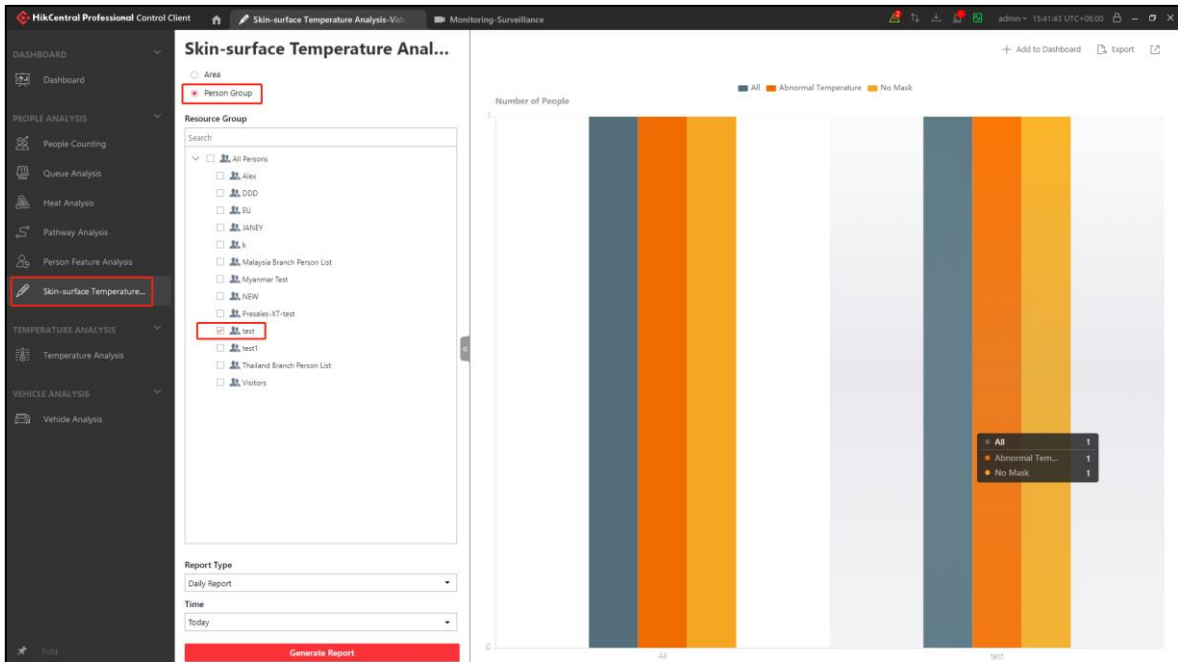 HikCentral Professional Control Client
Skin-surface Temperature Analysis-Vid
Monitoring-Surveillance
2
admin 15:41:43 UTC+08:00
DASHBOARD
Dashboard
PEOPLE ANALYSIS
People Counting
Queue Analysis
Heat Analysis
Pathway Analysis
Person Feature Analysis
Skin-surface Temperature...
TEMPERATURE ANALYSIS
Temperature Analysis
VEHICLE ANALYSIS
Vehicle Analysis
Fold
Skin-surface Temperature Anal...
Area
Person Group
Resource Group
Search
All Persons
Alex
DDD
EU
JANEY
k
Malaysia Branch Person List
Myanmar Test
NEW
Presales-XT-test
test
test1
Thailand Branch Person List
Visitors
Report Type
Daily Report
Time
Today
Generate Report
Add to Dashboard
Export
All Abnormal Temperature No Mask
Number of People
1
0
All
test
All 1
Abnormal Tem... 1
No Mask 1